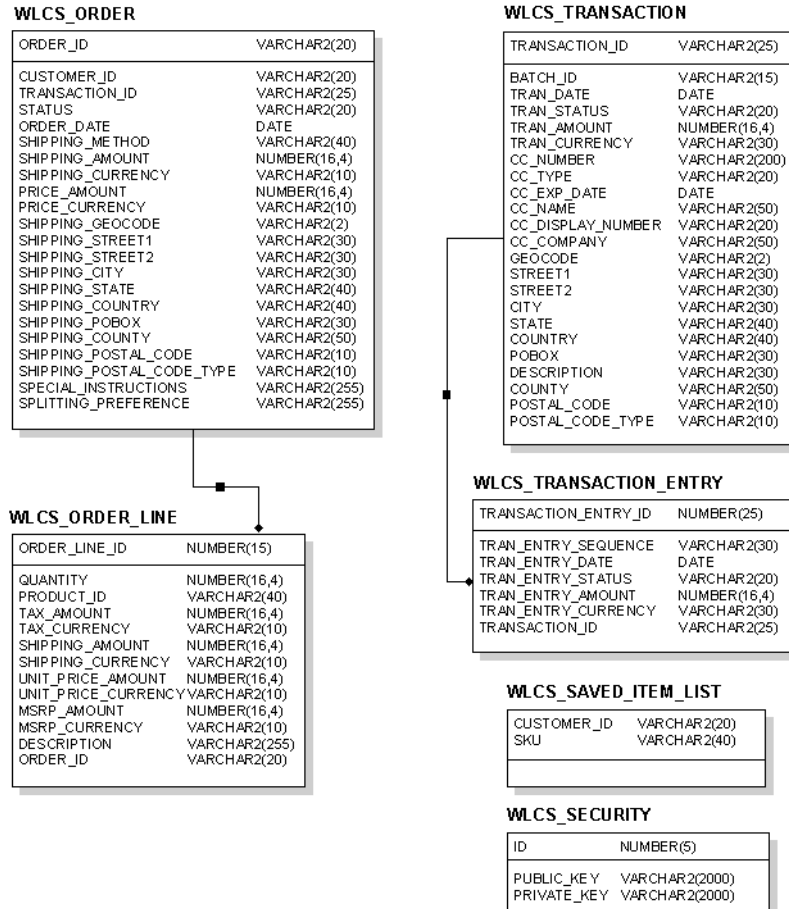 WLCS_ORDER
ORDER_ID VARCHAR2(20)
CUSTOMER_ID VARCHAR2(20)
TRANSACTION_ID VARCHAR2(25)
STATUS VARCHAR2(20)
ORDER_DATE DATE
SHIPPING_METHOD VARCHAR2(40)
SHIPPING_AMOUNT NUMBER(16,4)
SHIPPING_CURRENCY VARCHAR2(10)
PRICE_AMOUNT NUMBER(16,4)
PRICE_CURRENCY VARCHAR2(10)
SHIPPING_GEOCODE VARCHAR2(2)
SHIPPING_STREET1 VARCHAR2(30)
SHIPPING_STREET2 VARCHAR2(30)
SHIPPING_CITY VARCHAR2(30)
SHIPPING_STATE VARCHAR2(40)
SHIPPING_COUNTRY VARCHAR2(40)
SHIPPING_POBOX VARCHAR2(30)
SHIPPING_COUNTY VARCHAR2(50)
SHIPPING_POSTAL_CODE VARCHAR2(10)
SHIPPING_POSTAL_CODE_TYPE VARCHAR2(10)
SPECIAL_INSTRUCTIONS VARCHAR2(255)
SPLITTING_PREFERENCE VARCHAR2(255)
WLCS_ORDER_LINE
ORDER_LINE_ID NUMBER(15)
QUANTITY NUMBER(16,4)
PRODUCT_ID VARCHAR2(40)
TAX_AMOUNT NUMBER(16,4)
TAX_CURRENCY VARCHAR2(10)
SHIPPING_AMOUNT NUMBER(16,4)
SHIPPING_CURRENCY VARCHAR2(10)
UNIT_PRICE_AMOUNT NUMBER(16,4)
UNIT_PRICE_CURRENCY VARCHAR2(10)
MSRP_AMOUNT NUMBER(16,4)
MSRP_CURRENCY VARCHAR2(10)
DESCRIPTION VARCHAR2(255)
ORDER_ID VARCHAR2(20)
WLCS_TRANSACTION
TRANSACTION_ID VARCHAR2(25)
BATCH_ID VARCHAR2(15)
TRAN_DATE DATE
TRAN_STATUS VARCHAR2(20)
TRAN_AMOUNT NUMBER(16,4)
TRAN_CURRENCY VARCHAR2(30)
CC_NUMBER VARCHAR2(200)
CC_TYPE VARCHAR2(20)
CC_EXP_DATE DATE
CC_NAME VARCHAR2(50)
CC_DISPLAY_NUMBER VARCHAR2(20)
CC_COMPANY VARCHAR2(50)
GEOCODE VARCHAR2(2)
STREET1 VARCHAR2(30)
STREET2 VARCHAR2(30)
CITY VARCHAR2(30)
STATE VARCHAR2(40)
COUNTRY VARCHAR2(40)
POBOX VARCHAR2(30)
DESCRIPTION VARCHAR2(30)
COUNTY VARCHAR2(50)
POSTAL_CODE VARCHAR2(10)
POSTAL_CODE_TYPE VARCHAR2(10)
WLCS_TRANSACTION_ENTRY
TRANSACTION_ENTRY_ID NUMBER(25)
TRAN_ENTRY_SEQUENCE VARCHAR2(30)
TRAN_ENTRY_DATE DATE
TRAN_ENTRY_STATUS VARCHAR2(20)
TRAN_ENTRY_AMOUNT NUMBER(16,4)
TRAN_ENTRY_CURRENCY VARCHAR2(30)
TRANSACTION_ID VARCHAR2(25)
WLCS_SAVED_ITEM_LIST
CUSTOMER_ID VARCHAR2(20)
SKU VARCHAR2(40)
WLCS_SECURITY
ID NUMBER(5)
PUBLIC_KEY VARCHAR2(2000)
PRIVATE_KEY VARCHAR2(2000)